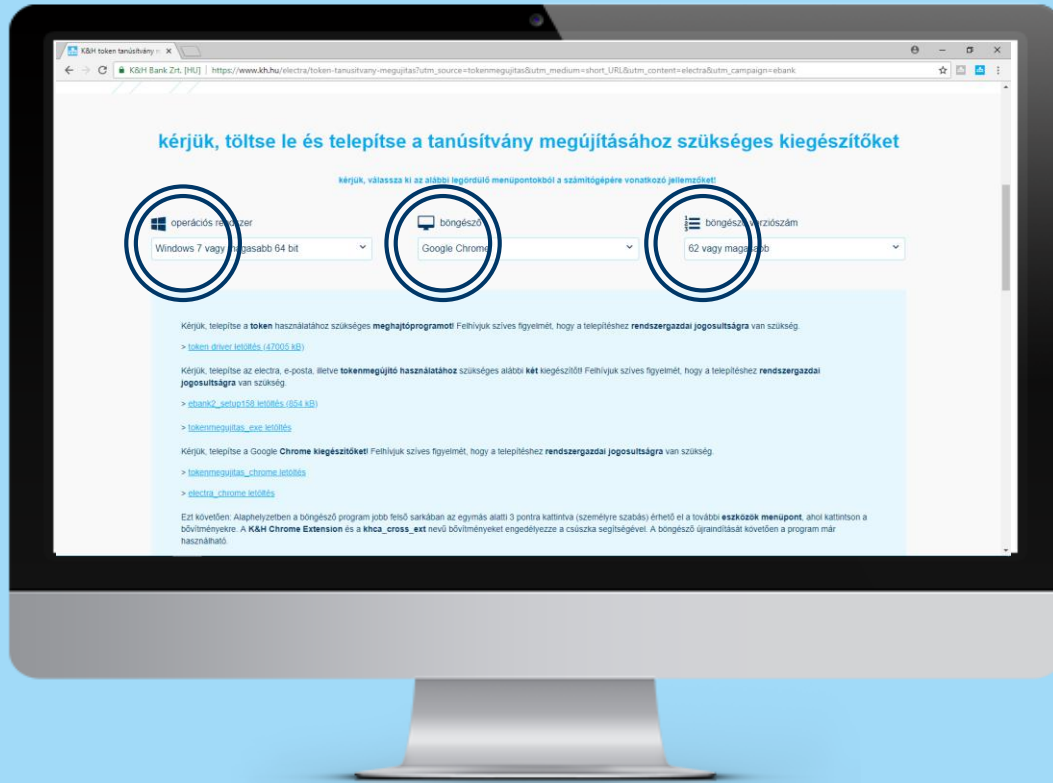 K&H token tanúsítvány m
K&H Bank Zrt. [HU] | https://www.kh.hu/electra/token-tanusitvany-megujitas?utm_source=tokenmegujitas&utm_medium=short_URL&utm_content=electra&utm_campaign=ebank
kérjük, töltse le és telepítse a tanúsítvány megújításához szükséges kiegészítőket
kérjük, válassza ki az alábbi legördülő menüpontokból a számítógépére vonatkozó jellemzőket!
operációs rendszer böngésző böngésző verziószám
Windows 7 vagy magasabb 64 bit Google Chrome 62 vagy magasabb
Kérjük, telepítse a token használatához szükséges meghajtóprogramot! Felhívjuk szíves figyelmét, hogy a telepítéshez rendszergazdai jogosultságra van szükség.
> token driver letöltés (47005 kB)
Kérjük, telepítse az electra, e-posta, illetve tokenmegújító használatához szükséges alábbi két kiegészítőt! Felhívjuk szíves figyelmét, hogy a telepítéshez rendszergazdai
jogosultságra van szükség.
> ebank2_setup158 letöltés (854 kB)
> tokenmegujitas_exe letöltés
Kérjük, telepítse a Google Chrome kiegészítőket! Felhívjuk szíves figyelmét, hogy a telepítéshez rendszergazdai jogosultságra van szükség.
> tokenmegujitas_chrome letöltés
> electra_chrome letöltés
Ezt követően: Alaphelyzetben a böngésző program jobb felső sarkában az egymás alatti 3 pontra kattintva (személyre szabás) érhető el a további eszközök menüpont, ahol kattintson a
bővítményekre. A K&H Chrome Extension és a khca_cross_ext nevű bővítményeket engedélyezze a csúszka segítségével. A böngésző újraindítását követően a program már
használható.